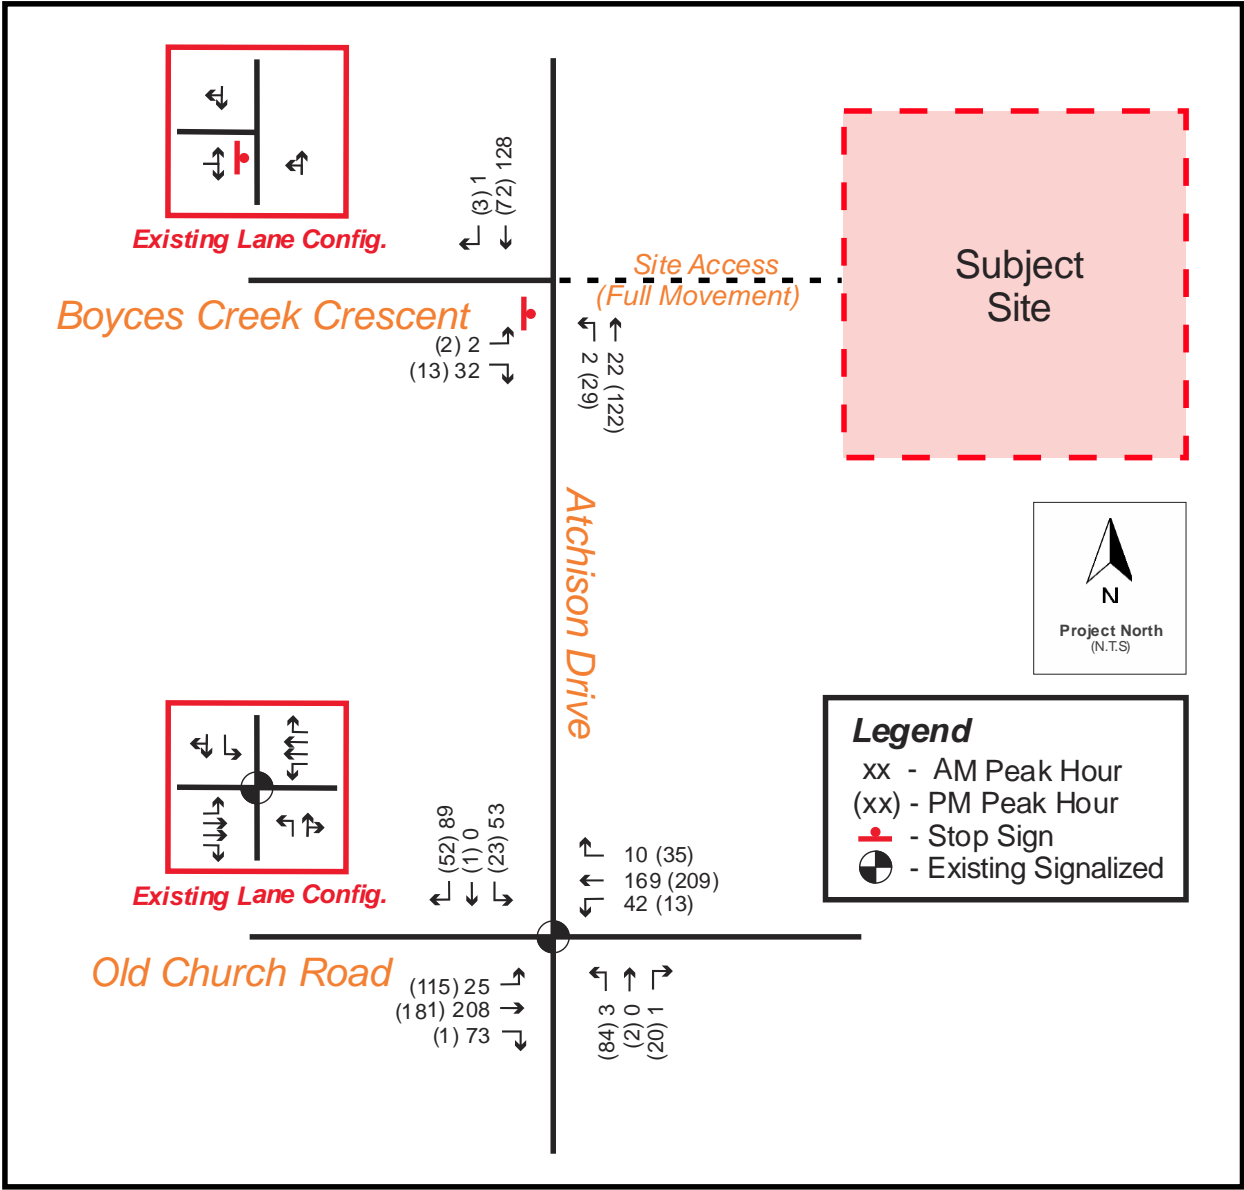 Existing Lane Config.
(3) 1
(72) 128
Site Access
(Full Movement)
Subject
Site
Boyces Creek Crescent
(2) 2
(13) 32
2 (29)
22 (122)
Atchison Drive
N
Project North
(N.T.S)
Legend
xx - AM Peak Hour
(xx) - PM Peak Hour
- Stop Sign
- Existing Signalized
Existing Lane Config.
(52) 89
(1) 0
(23) 53
10 (35)
169 (209)
42 (13)
Old Church Road
(115) 25
(181) 208
(1) 73
(84) 3
(2) 0
(20) 1